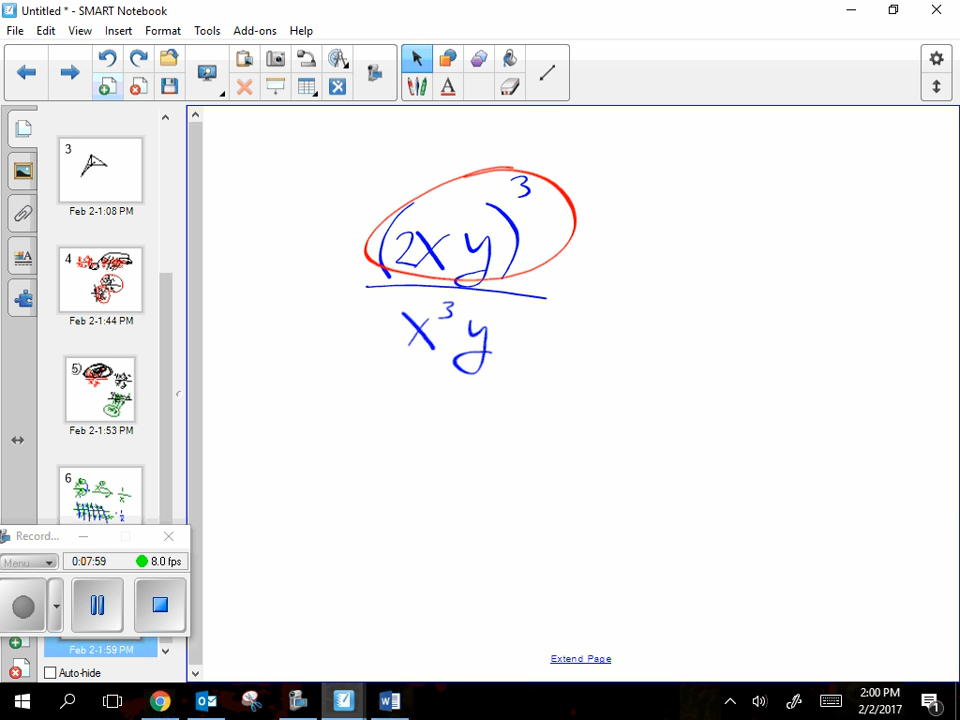 Untitled * - SMART Notebook
File Edit View Insert Format Tools Add-ons Help
3
Feb 2-1:08 PM
4
Feb 2-1:44 PM
5)
Feb 2-1:53 PM
6
Record...
Menu 0:07:59 8.0 fps
Feb 2-1:59 PM
Auto-hide
(2xy)³
x³y
Extend Page
2:00 PM
2/2/2017
1